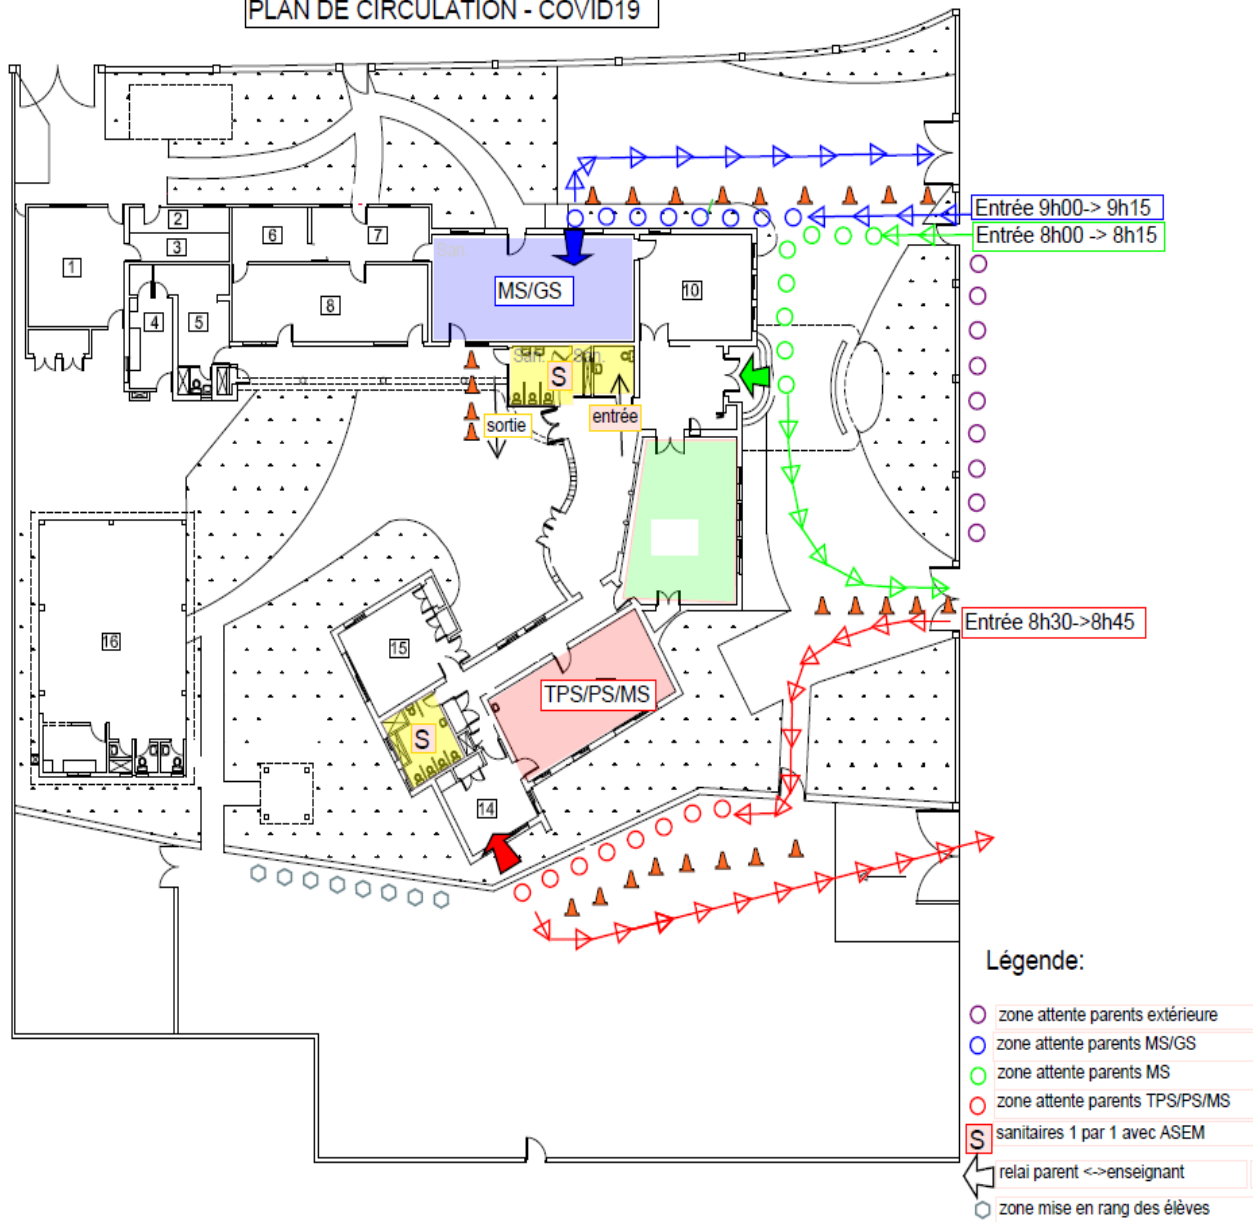 PLAN DE CIRCULATION - COVID19
Entrée 9h00-> 9h15
Entrée 8h00 -> 8h15
2
3
6
7
1
San.
MS/GS
10
8
4
5
San.
San.
S
sortie
entrée
16
15
Entrée 8h30->8h45
TPS/PS/MS
S
14
Légende:
zone attente parents extérieure
zone attente parents MS/GS
zone attente parents MS
zone attente parents TPS/PS/MS
S sanitaires 1 par 1 avec ASEM
relai parent <->enseignant
zone mise en rang des élèves